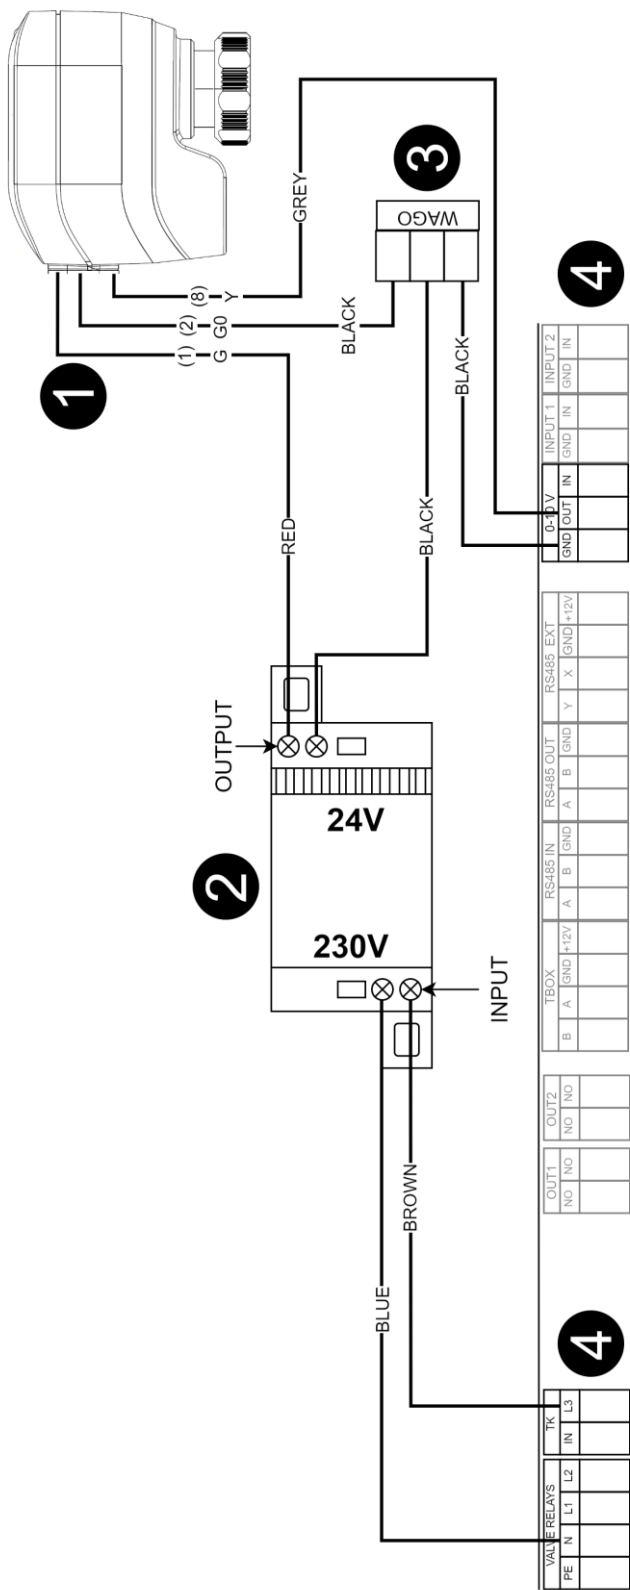 1
(1) G
(2) G0
(8) Y
GREY
RED
BLACK
BLACK
BLACK
3
WAGO
2
OUTPUT
24V
230V
INPUT
BLUE
BROWN
4
VALVE RELAYS
PE N L1 L2
TK
IN L3
OUT1
NO NO
OUT2
NO NO
TBOX
B A GND +12V
RS485 IN
A B GND
RS485 OUT
A B GND
RS485 EXT
Y X GND +12V
0-10 V
GND OUT IN
INPUT 1
GND IN
INPUT 2
GND IN
4